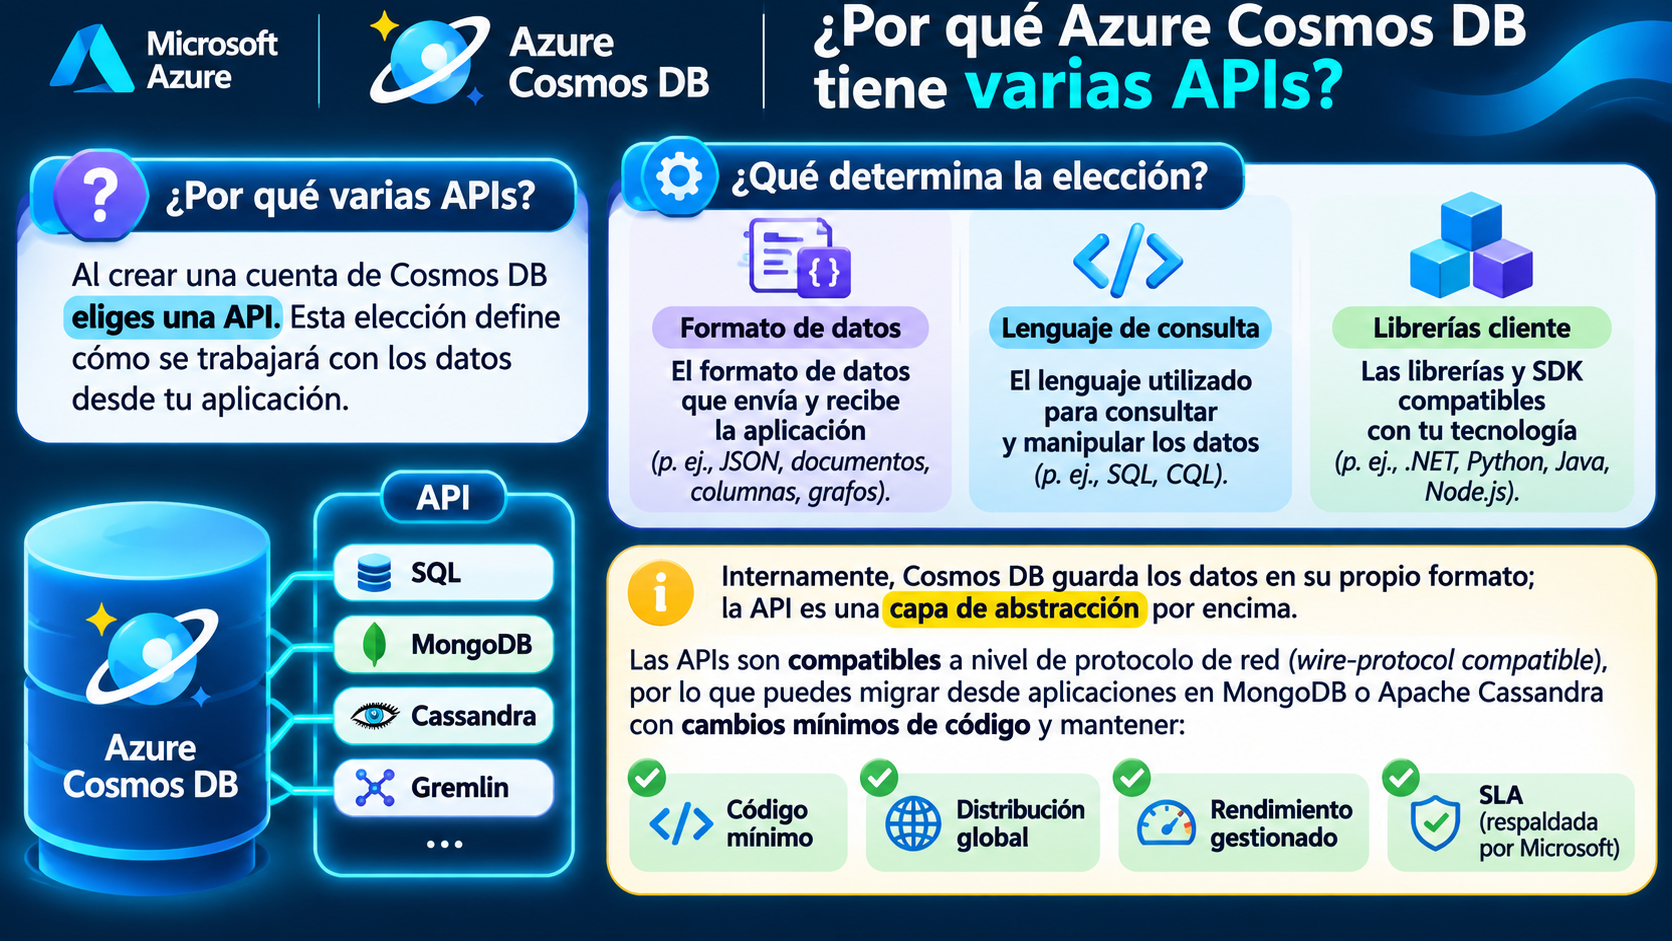 Microsoft
Azure
Azure
Cosmos DB
¿Por qué Azure Cosmos DB
tiene varias APIs?
?
¿Por qué varias APIs?
Al crear una cuenta de Cosmos DB
eliges una API. Esta elección define
cómo se trabajará con los datos
desde tu aplicación.
Azure
Cosmos DB
API
SQL
MongoDB
Cassandra
Gremlin
...
¿Qué determina la elección?
{}
Formato de datos
El formato de datos
que envía y recibe
la aplicación
(p. ej., JSON, documentos,
columnas, grafos).
</>
Lenguaje de consulta
El lenguaje utilizado
para consultar
y manipular los datos
(p. ej., SQL, CQL).
Librerías cliente
Las librerías y SDK
compatibles
con tu tecnología
(p. ej., .NET, Python, Java,
Node.js).
i
Internamente, Cosmos DB guarda los datos en su propio formato;
la API es una capa de abstracción por encima.
Las APIs son compatibles a nivel de protocolo de red (wire-protocol compatible),
por lo que puedes migrar desde aplicaciones en MongoDB o Apache Cassandra
con cambios mínimos de código y mantener:
</>
Código
mínimo
Distribución
global
Rendimiento
gestionado
SLA
(respaldada
por Microsoft)